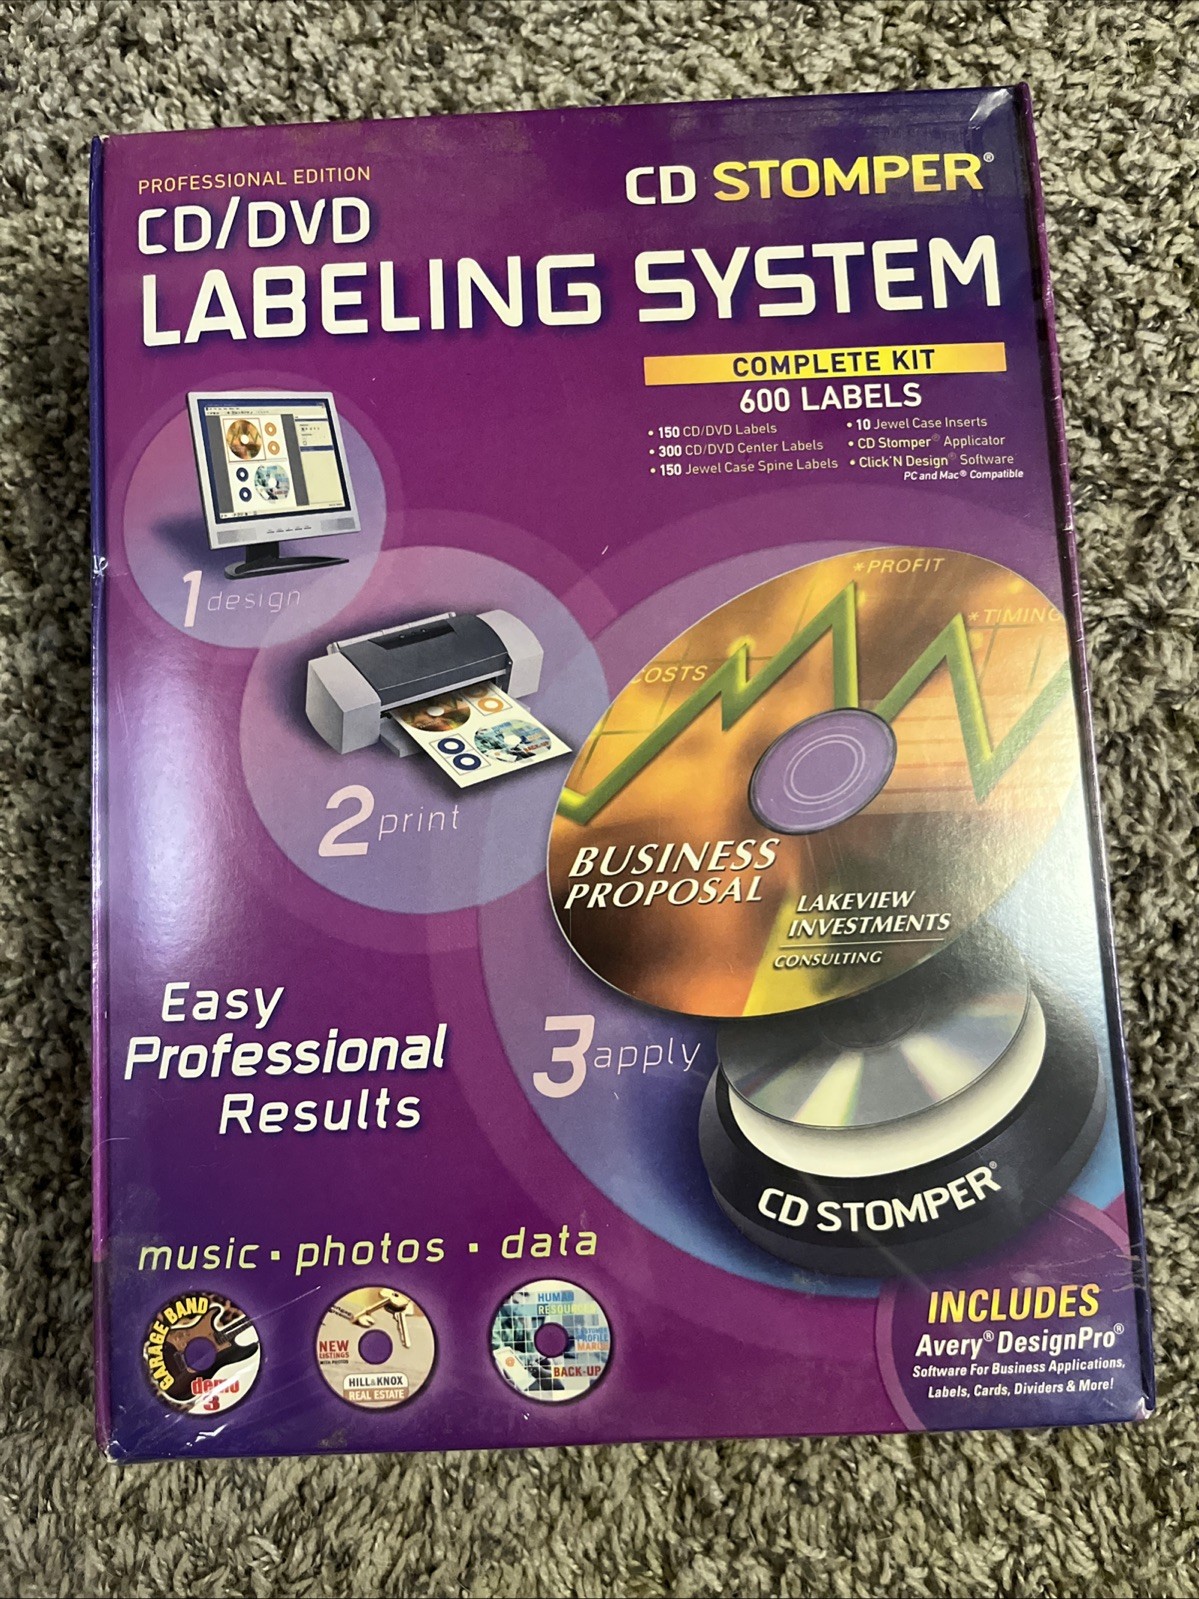 PROFESSIONAL EDITION
CD/DVD
CD STOMPER®
LABELING SYSTEM
COMPLETE KIT
600 LABELS
• 150 CD/DVD Labels
• 300 CD/DVD Center Labels
• 150 Jewel Case Spine Labels
• 10 Jewel Case Inserts
• CD Stomper® Applicator
• Click'N Design® Software
PC and Mac® Compatible
1 design
2 print
3 apply
*PROFIT
*TIMING
COSTS
BUSINESS
PROPOSAL
LAKEVIEW
INVESTMENTS
CONSULTING
Easy
Professional
Results
CD STOMPER®
music ▪ photos ▪ data
GARAGE BAND
demo
3
NEW
LISTINGS
HILL & KNOX
REAL ESTATE
HUMAN
RESOURCES
BACK-UP
INCLUDES
Avery® DesignPro®
Software For Business Applications,
Labels, Cards, Dividers & More!